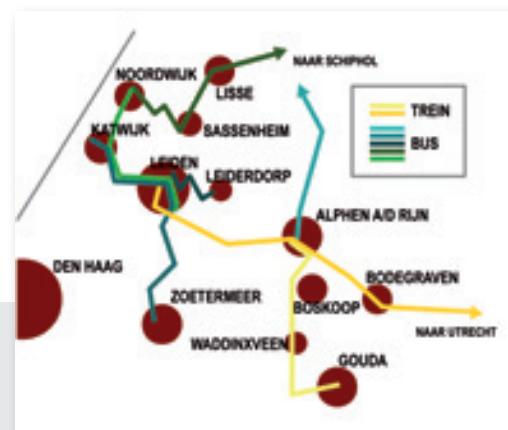 NAAR SCHIPHOL
NOORDWIJK
LISSE
TREIN
SASSENHEIM
KATWIJK
BUS
LEIDEN
LEIDERDORP
ALPHEN A/D RIJN
DEN HAAG
BODEGRAVEN
ZOETERMEER
BOSKOOP
NAAR UTRECHT
WADDINXVEEN
GOUDA